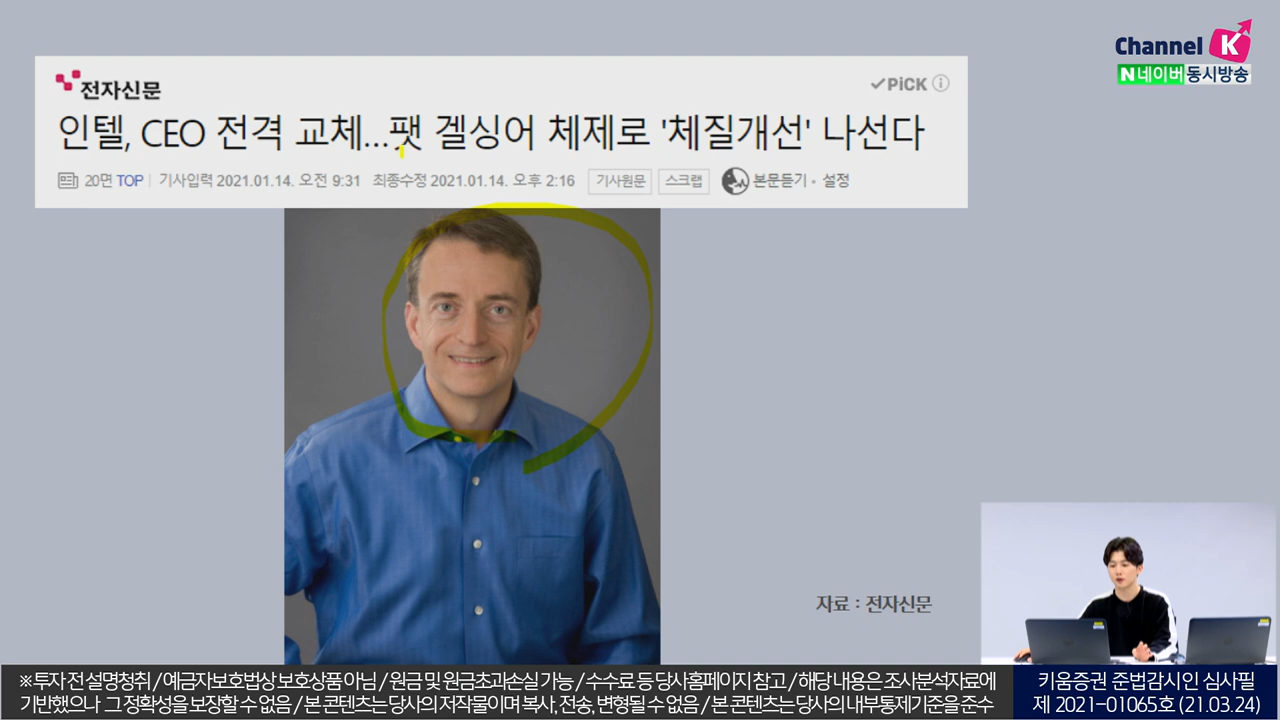 Channel K
N 네이버 동시방송
전자신문
✓PiCK ⓘ
인텔, CEO 전격 교체...팻 겔싱어 체제로 '체질개선' 나선다
20면 TOP | 기사입력 2021.01.14. 오전 9:31 최종수정 2021.01.14. 오후 2:16 기사원문 스크랩 본문듣기 • 설정
자료 : 전자신문
※ 투자 전 설명청취 / 예금자보호법상 보호상품 아님 / 원금 및 원금초과손실 가능 / 수수료 등 당사홈페이지 참고 / 해당 내용은 조사분석자료에
기반했으나 그 정확성을 보장할 수 없음 / 본 콘텐츠는 당사의 저작물이며 복사, 전송, 변형될 수 없음 / 본 콘텐츠는 당사의 내부통제기준을 준수
키움증권 준법감시인 심사필
제 2021-01065호 (21.03.24)